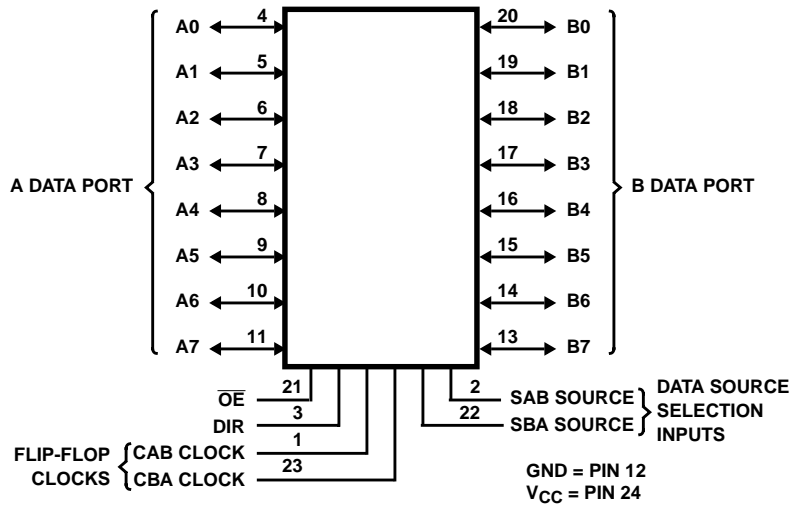 A0 4 20 B0
A1 5 19 B1
A2 6 18 B2
A3 7 17 B3
A DATA PORT B DATA PORT
A4 8 16 B4
A5 9 15 B5
A6 10 14 B6
A7 11 13 B7
OE 21 2 SAB SOURCE DATA SOURCE
DIR 3 22 SBA SOURCE SELECTION
INPUTS
FLIP-FLOP CAB CLOCK 1
CLOCKS CBA CLOCK 23
GND = PIN 12
VCC = PIN 24